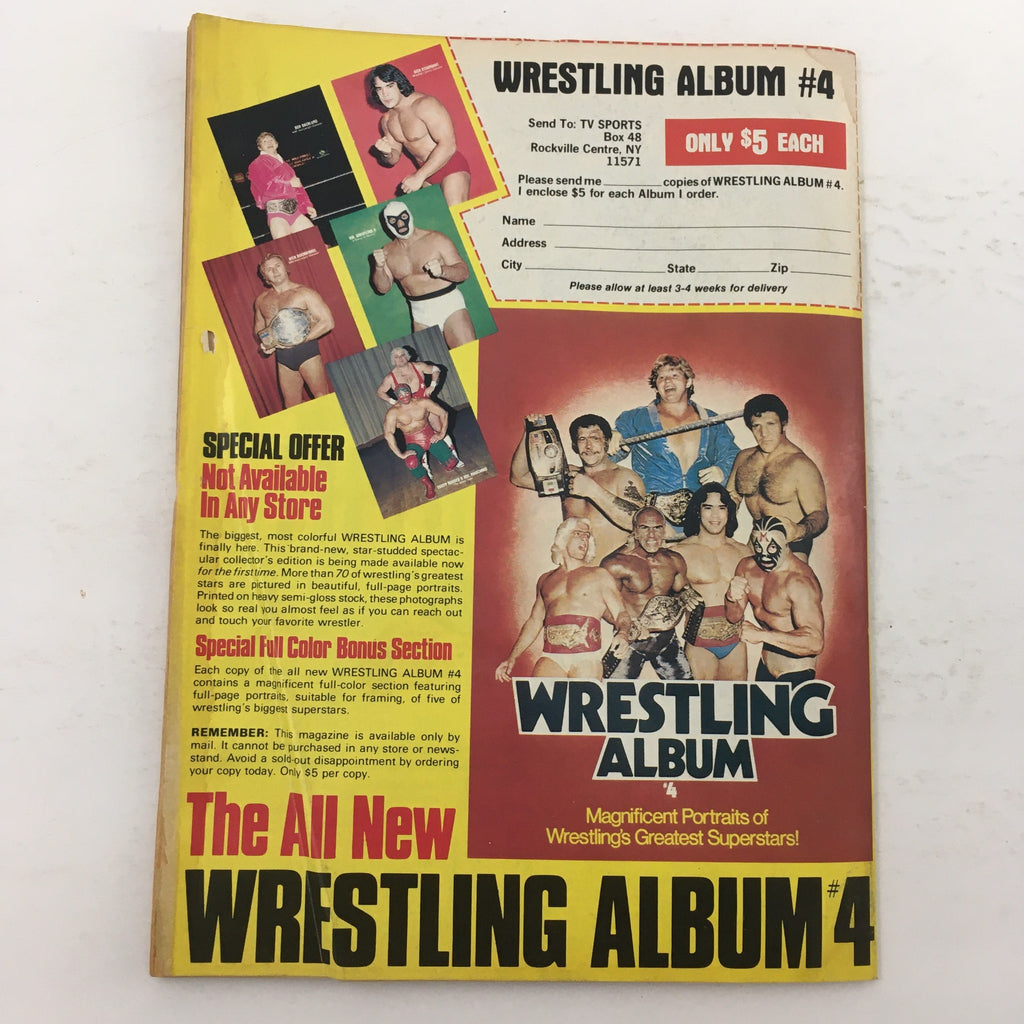 WRESTLING ALBUM #4
Send To: TV SPORTS
Box 48
Rockville Centre, NY
11571
ONLY $5 EACH
Please send me ______ copies of WRESTLING ALBUM #4.
I enclose $5 for each Album I order.
Name
Address
City State Zip
Please allow at least 3-4 weeks for delivery
SPECIAL OFFER
Not Available
In Any Store
The biggest, most colorful WRESTLING ALBUM is
finally here. This brand-new, star-studded spectac-
ular collector's edition is being made available now
for the first time. More than 70 of wrestling's greatest
stars are pictured in beautiful, full-page portraits.
Printed on heavy semi-gloss stock, these photographs
look so real you almost feel as if you can reach out
and touch your favorite wrestler.
Special Full Color Bonus Section
Each copy of the all new WRESTLING ALBUM #4
contains a magnificent full-color section featuring
full-page portraits, suitable for framing, of five of
wrestling's biggest superstars.
REMEMBER: This magazine is available only by
mail. It cannot be purchased in any store or news-
stand. Avoid a sold-out disappointment by ordering
your copy today. Only $5 per copy.
WRESTLING
ALBUM
#4
Magnificent Portraits of
Wrestling's Greatest Superstars!
The All New
WRESTLING ALBUM #4